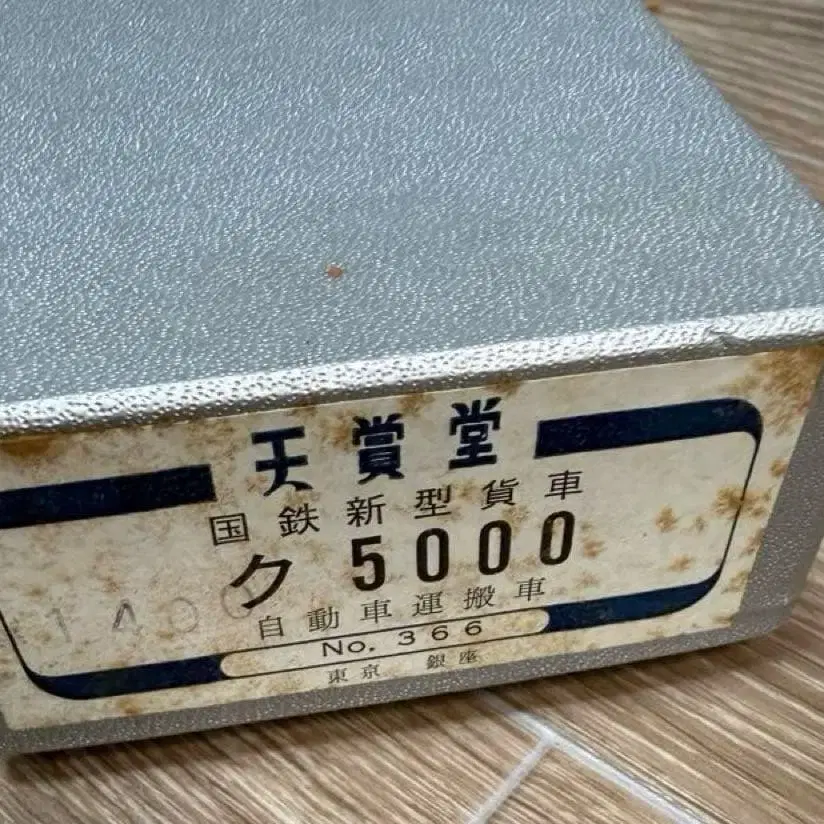 天賞堂
国鉄新型貨車
ク5000
自動車運搬車
No. 366
東京 銀座